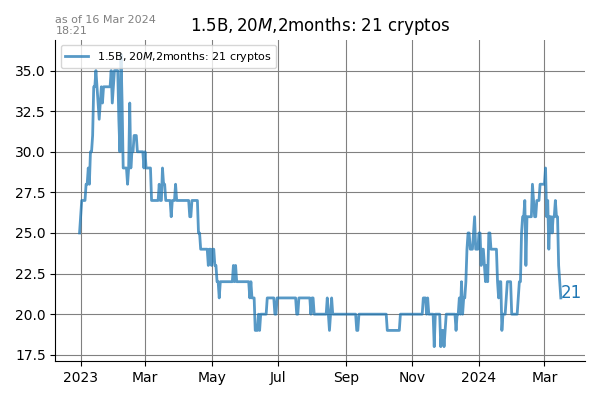 as of 16 Mar 2024
18:21
1.5B, 20M,2months: 21 cryptos
1.5B, 20M,2months: 21 cryptos
35.0
32.5
30.0
27.5
25.0
22.5
20.0
17.5
21
2023 Mar May Jul Sep Nov 2024 Mar